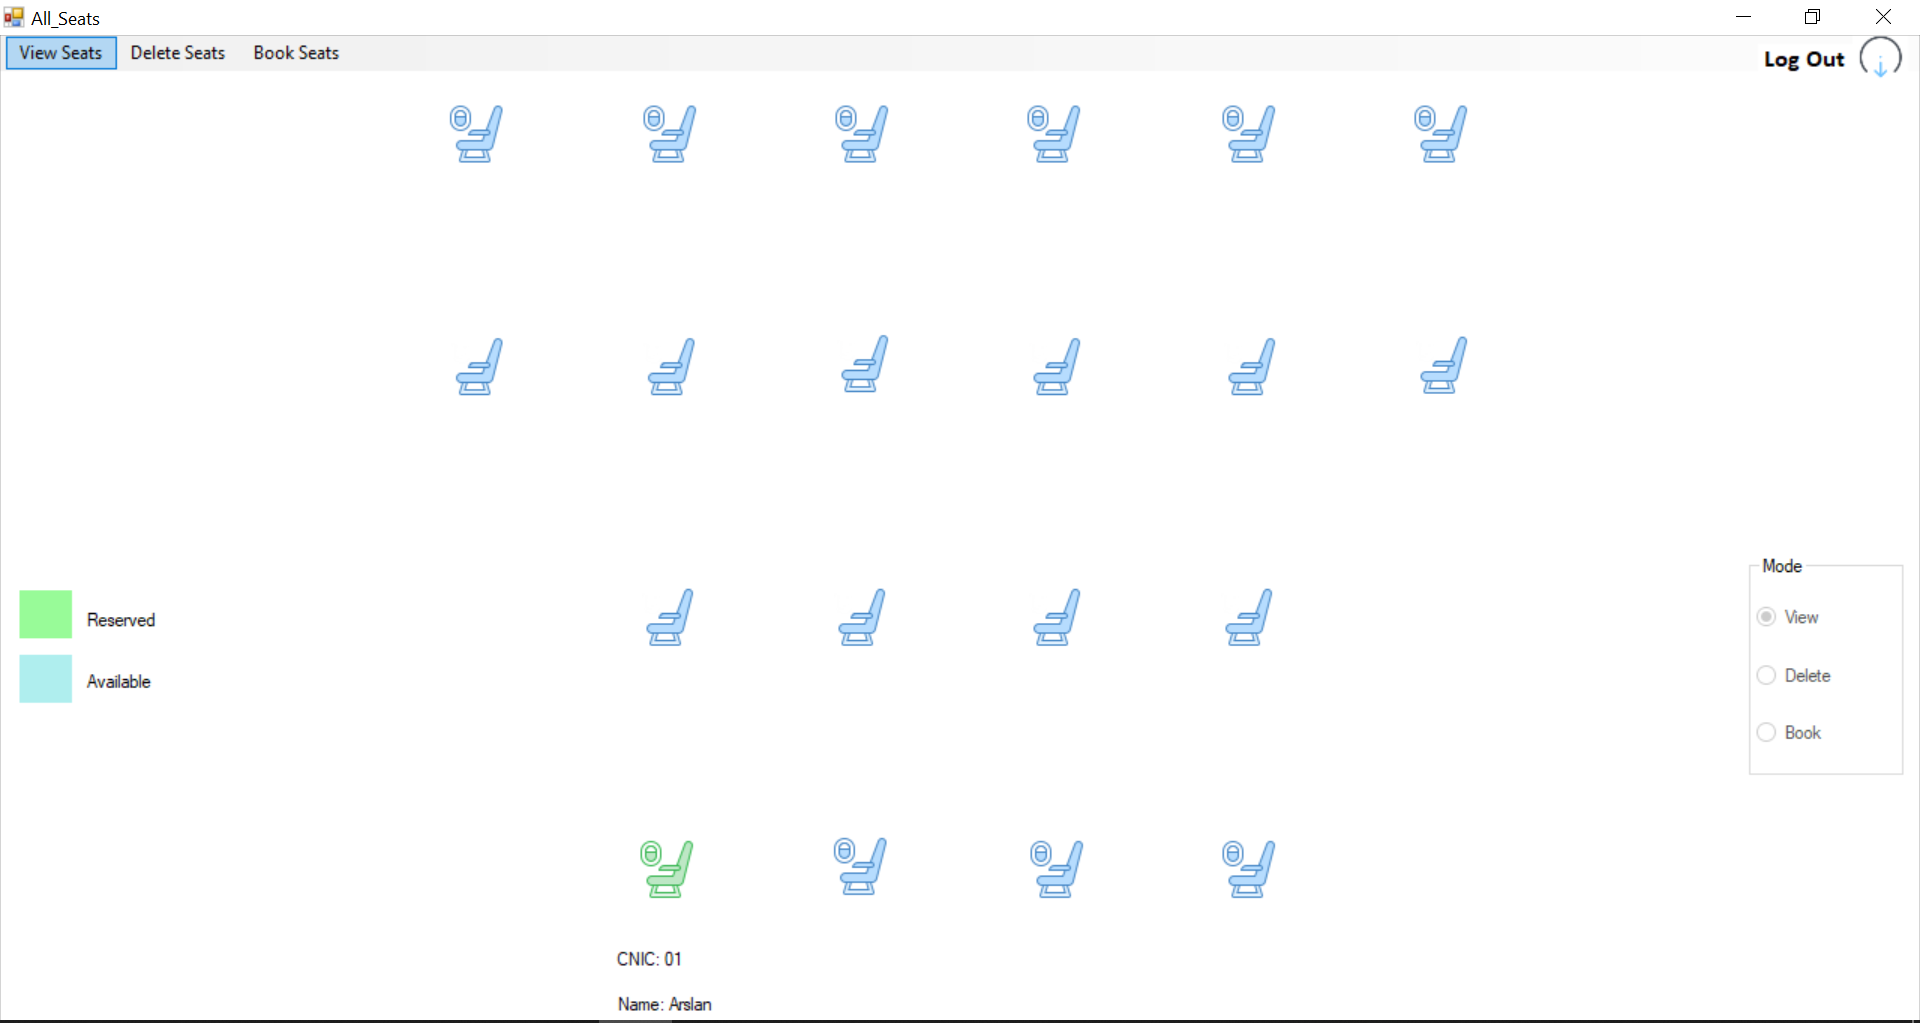 All_Seats
View Seats Delete Seats Book Seats
Log Out
Mode
View
Reserved
Delete
Available
Book
CNIC: 01
Name: Arslan